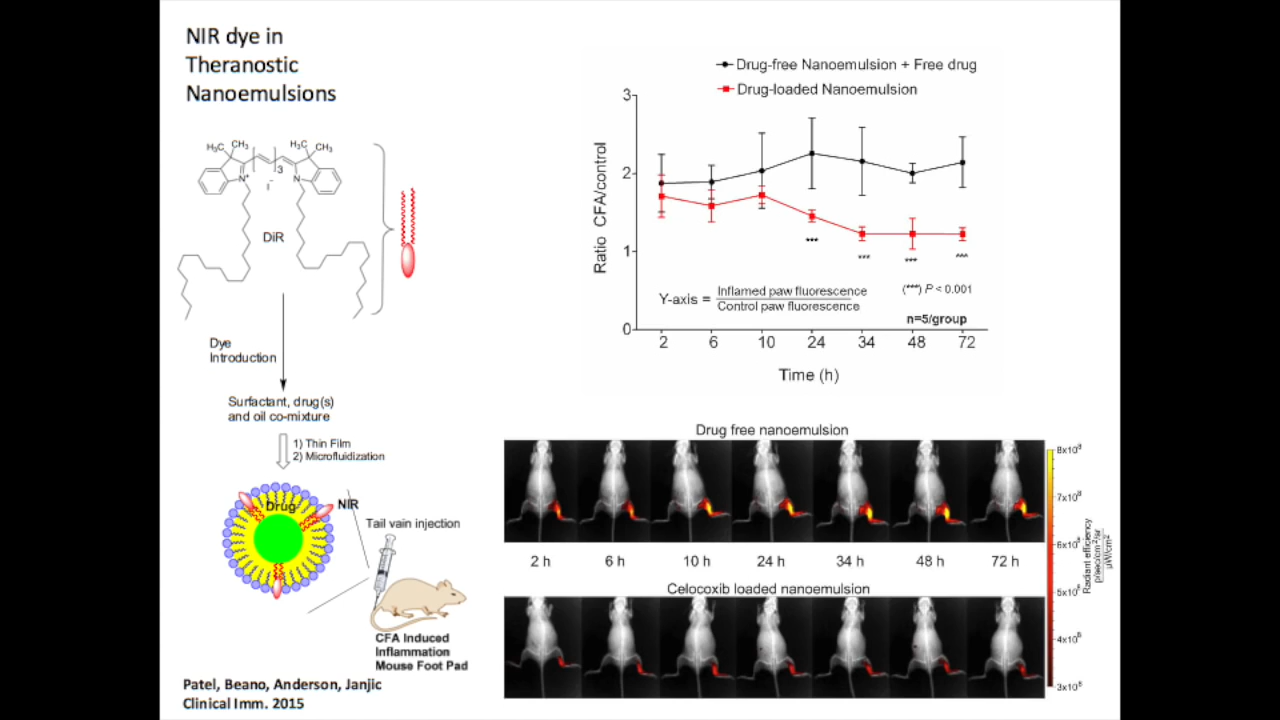 NIR dye in
Theranostic
Nanoemulsions
H₃C CH₃ H₃C CH₃
3
N⁺ I⁻ N
DiR
Dye
Introduction
Surfactant, drug(s)
and oil co-mixture
1) Thin Film
2) Microfluidization
Drug
NIR
Tail vain injection
CFA Induced
Inflammation
Mouse Foot Pad
Patel, Beano, Anderson, Janjic
Clinical Imm. 2015
Drug-free Nanoemulsion + Free drug
Drug-loaded Nanoemulsion
3
2
1
0
Ratio CFA/control
*** *** *** ***
Y-axis = Inflamed paw fluorescence
Control paw fluorescence
(***) P < 0.001
n=5/group
2 6 10 24 34 48 72
Time (h)
Drug free nanoemulsion
2 h 6 h 10 h 24 h 34 h 48 h 72 h
Celocoxib loaded nanoemulsion
8x10⁸
7x10⁸
6x10⁸
5x10⁸
4x10⁸
3x10⁸
Radiant efficiency
p/sec/cm²/sr
µW/cm²